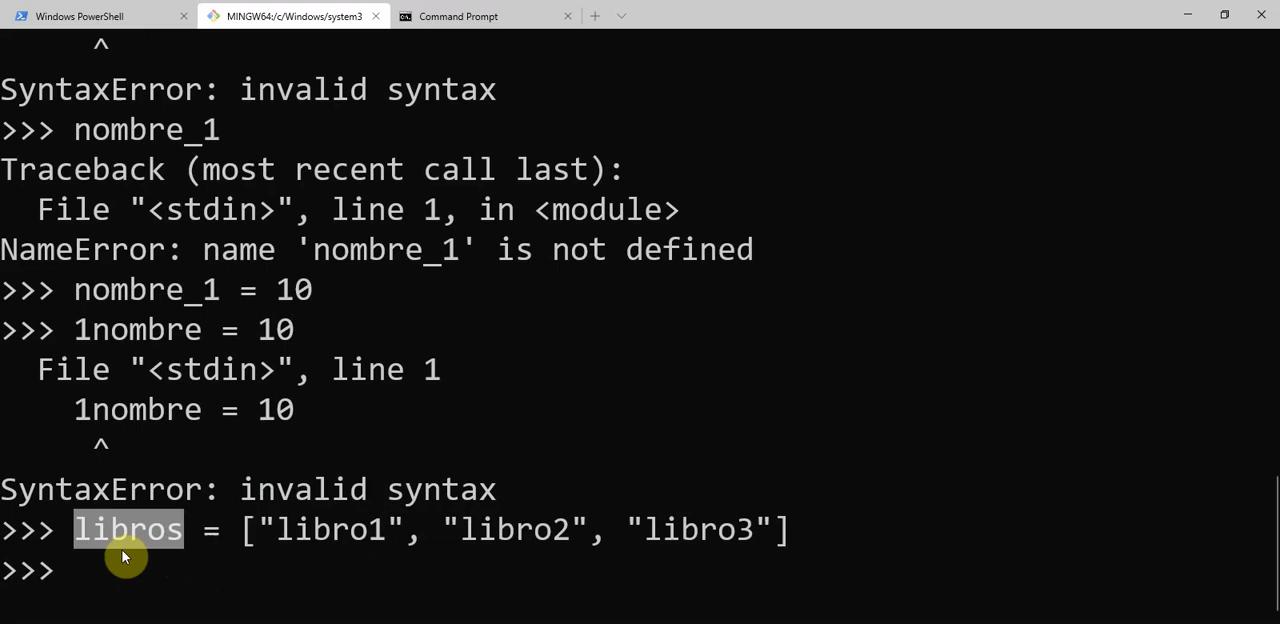 Windows PowerShell
MINGW64:/c/Windows/system3
Command Prompt
^
SyntaxError: invalid syntax
>>> nombre_1
Traceback (most recent call last):
  File "<stdin>", line 1, in <module>
NameError: name 'nombre_1' is not defined
>>> nombre_1 = 10
>>> 1nombre = 10
  File "<stdin>", line 1
    1nombre = 10
     ^
SyntaxError: invalid syntax
>>> libros = ["libro1", "libro2", "libro3"]
>>>